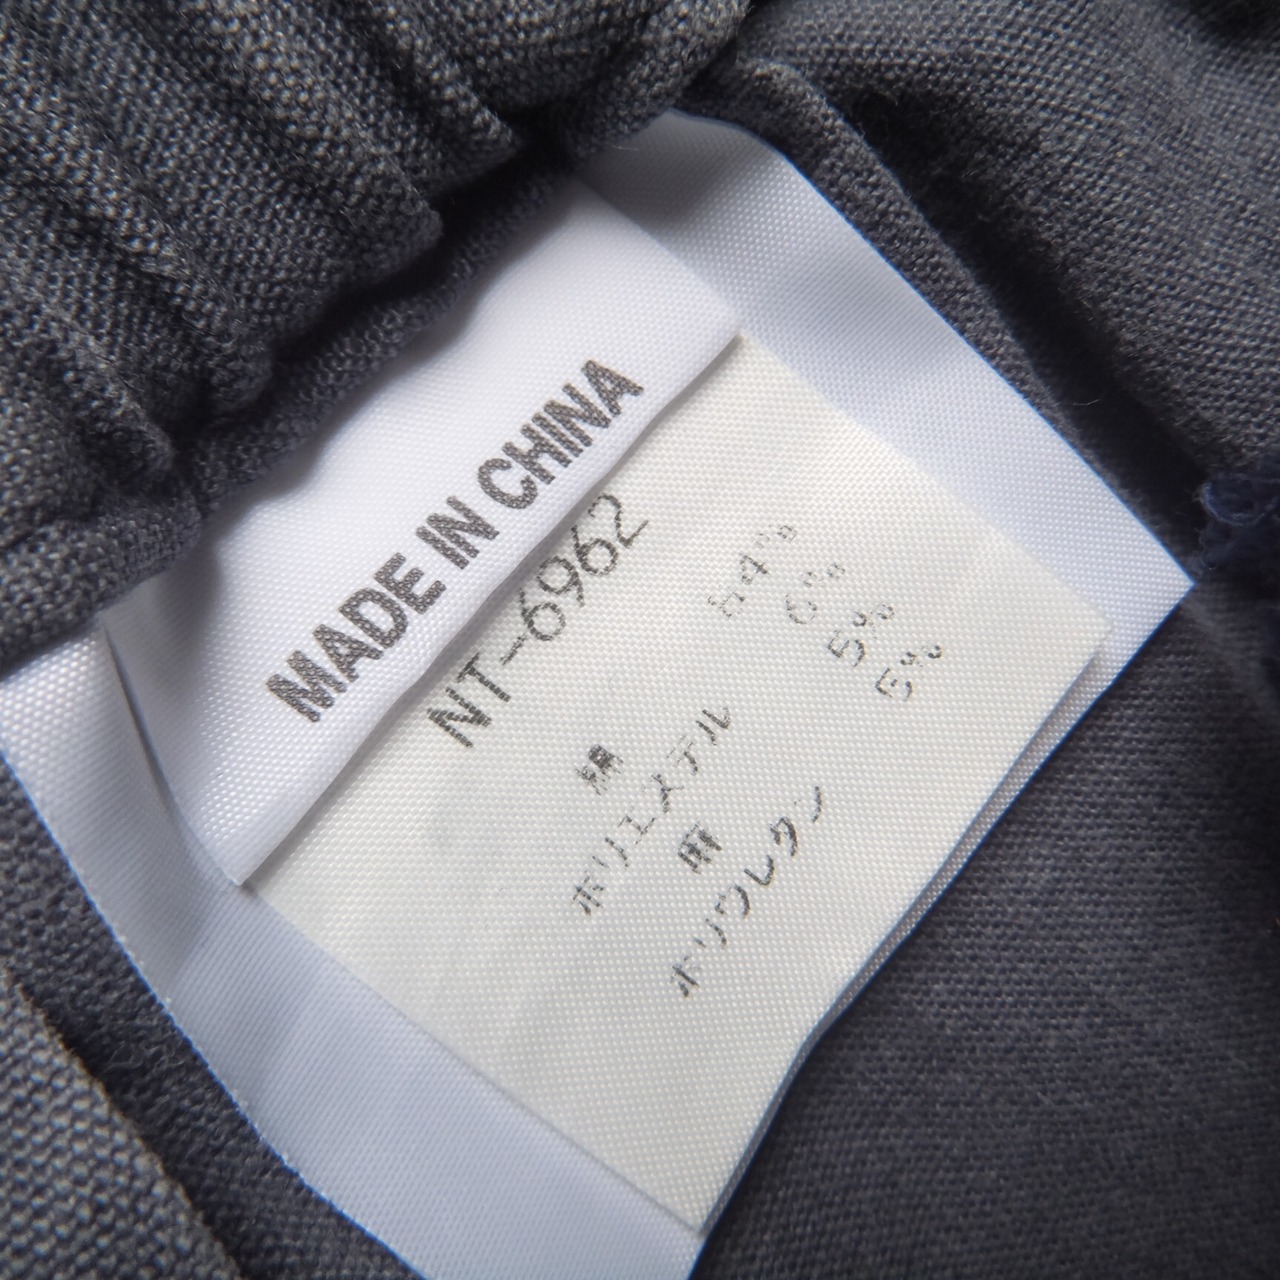 MADE IN CHINA
NT-6962
綿 84%
ポリエステル 6%
麻 5%
ポリウレタン 5%